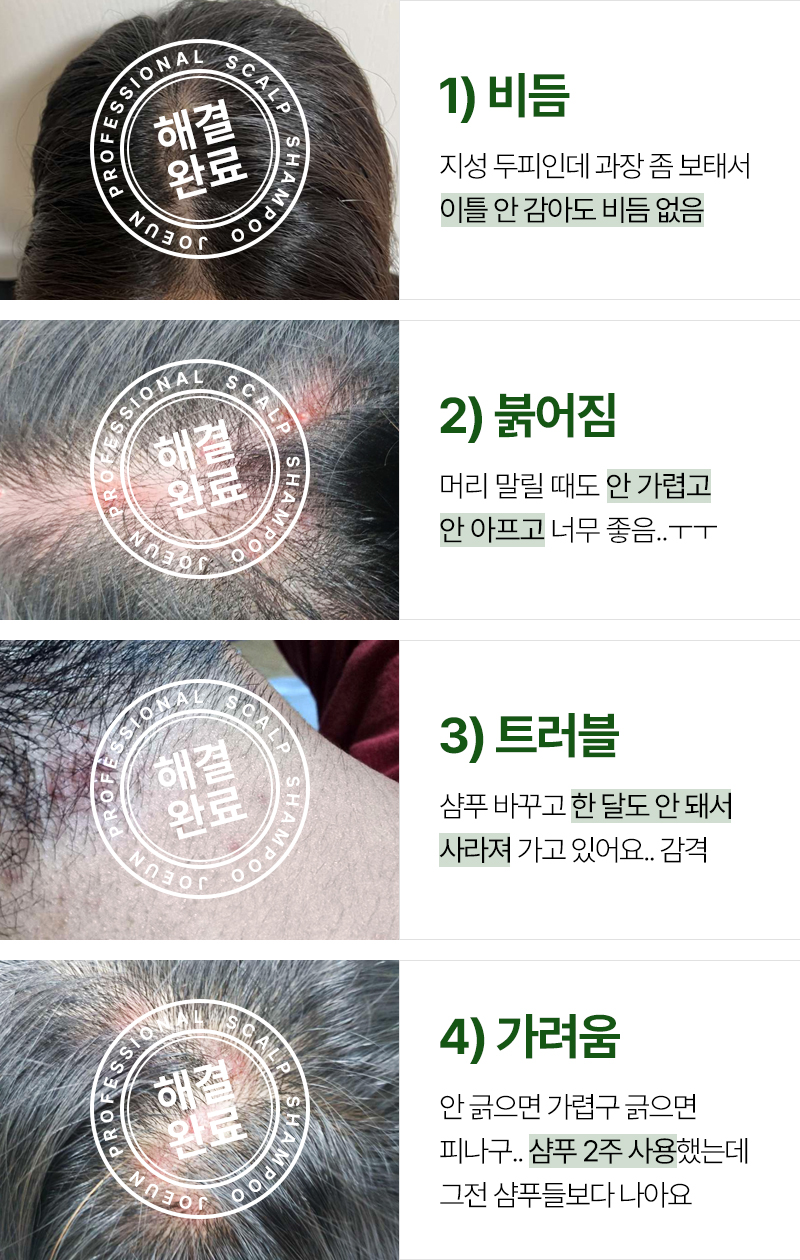 PROFESSIONAL SCALP SHAMPOO JOEUN
해결
완료
1) 비듬
지성 두피인데 과장 좀 보태서
이틀 안 감아도 비듬 없음
PROFESSIONAL SCALP SHAMPOO JOEUN
해결
완료
2) 붉어짐
머리 말릴 때도 안 가렵고
안 아프고 너무 좋음..ㅜㅜ
PROFESSIONAL SCALP SHAMPOO JOEUN
해결
완료
3) 트러블
샴푸 바꾸고 한 달도 안 돼서
사라져 가고 있어요.. 감격
PROFESSIONAL SCALP SHAMPOO JOEUN
해결
완료
4) 가려움
안 긁으면 가렵구 긁으면
피나구.. 샴푸 2주 사용했는데
그전 샴푸들보다 나아요